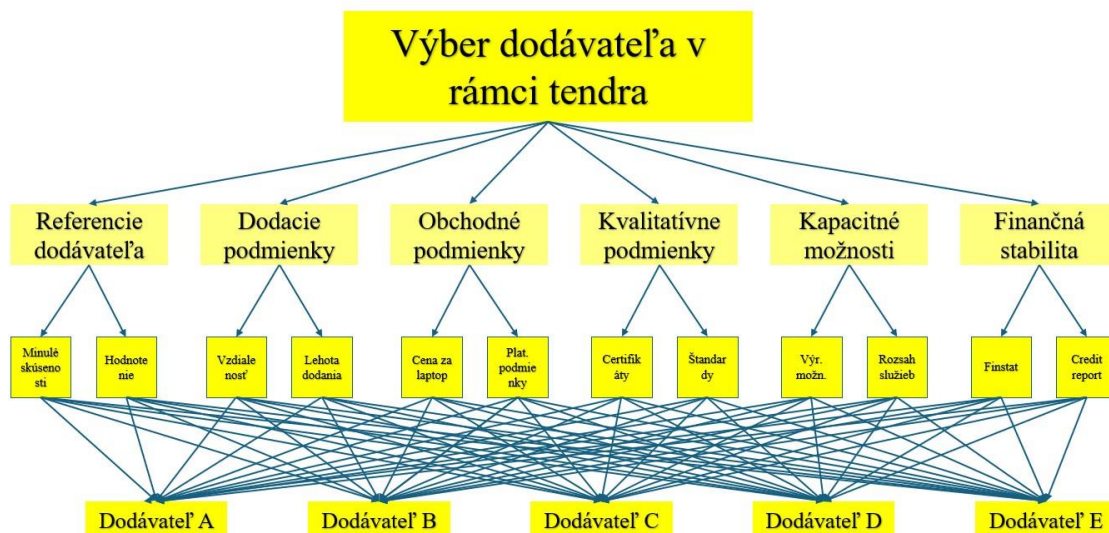 Výber dodávateľa v
rámci tendra
Referencie
dodávateľa
Dodacie
podmienky
Obchodné
podmienky
Kvalitatívne
podmienky
Kapacitné
možnosti
Finančná
stabilita
Minulé
skúseno
sti
Hodnote
nie
Vzdiale
nosť
Lehota
dodania
Cena za
laptop
Plat.
podmie
nky
Certifik
áty
Štandar
dy
Výr.
možn.
Rozsah
služieb
Finstat
Credit
report
Dodávateľ A
Dodávateľ B
Dodávateľ C
Dodávateľ D
Dodávateľ E